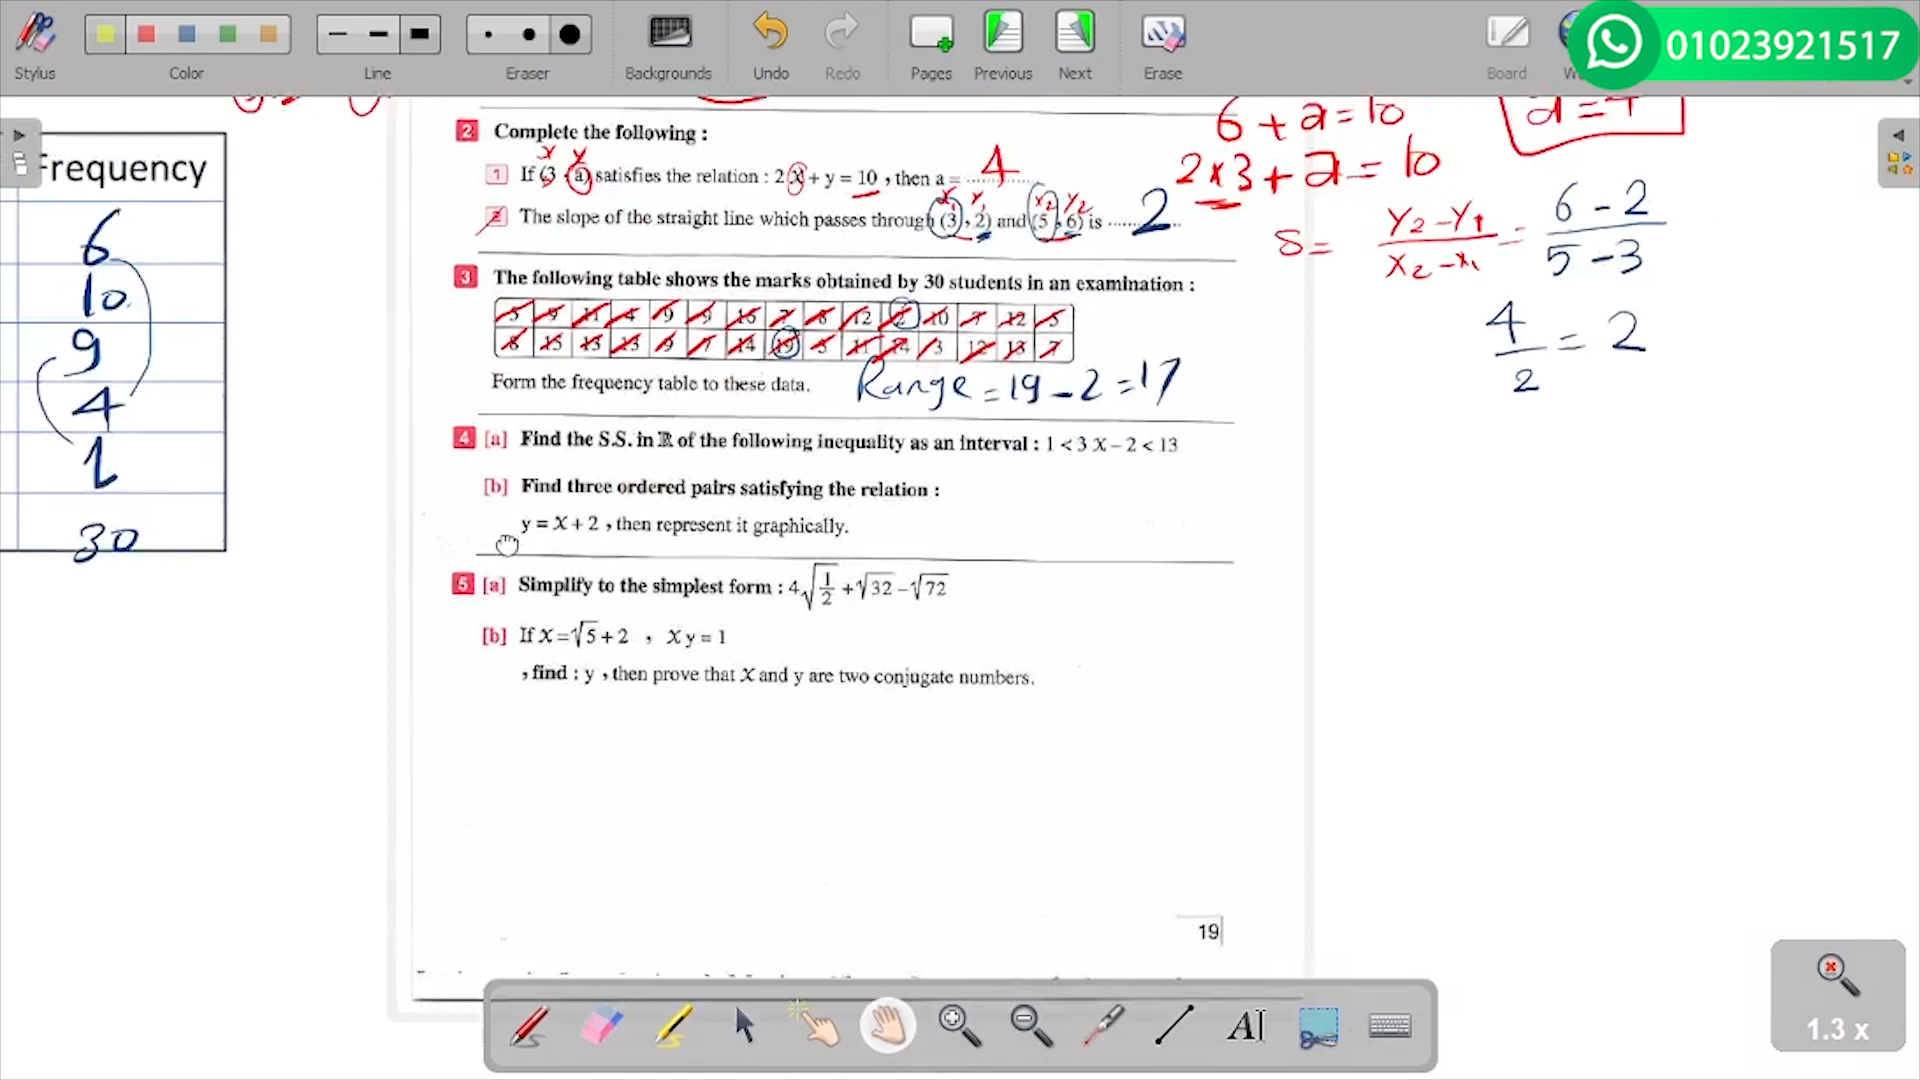 Stylus
Color
Line
Eraser
Backgrounds
Undo
Redo
Pages
Previous
Next
Erase
Board
01023921517
Frequency
6
10
9
4
1
30
2 Complete the following :
x y
1 If (3 , a) satisfies the relation : 2 x + y = 10 , then a = 4
6 + a = 10
2 × 3 + a = 10
x₁ y₁ x₂ y₂
2 The slope of the straight line which passes through (3 , 2) and (5 , 6) is 2
S = Y₂ – Y₁ / X₂ – X₁ = 6 – 2 / 5 – 3
4 / 2 = 2
3 The following table shows the marks obtained by 30 students in an examination :
Form the frequency table to these data.
Range = 19 – 2 = 17
4 [a] Find the S.S. in ℝ of the following inequality as an interval : 1 < 3 X – 2 < 13
[b] Find three ordered pairs satisfying the relation :
y = X + 2 , then represent it graphically.
5 [a] Simplify to the simplest form : 4√(1/2) + √32 – √72
[b] If X = √5 + 2 , X y = 1
, find : y , then prove that X and y are two conjugate numbers.
19
1.3 x